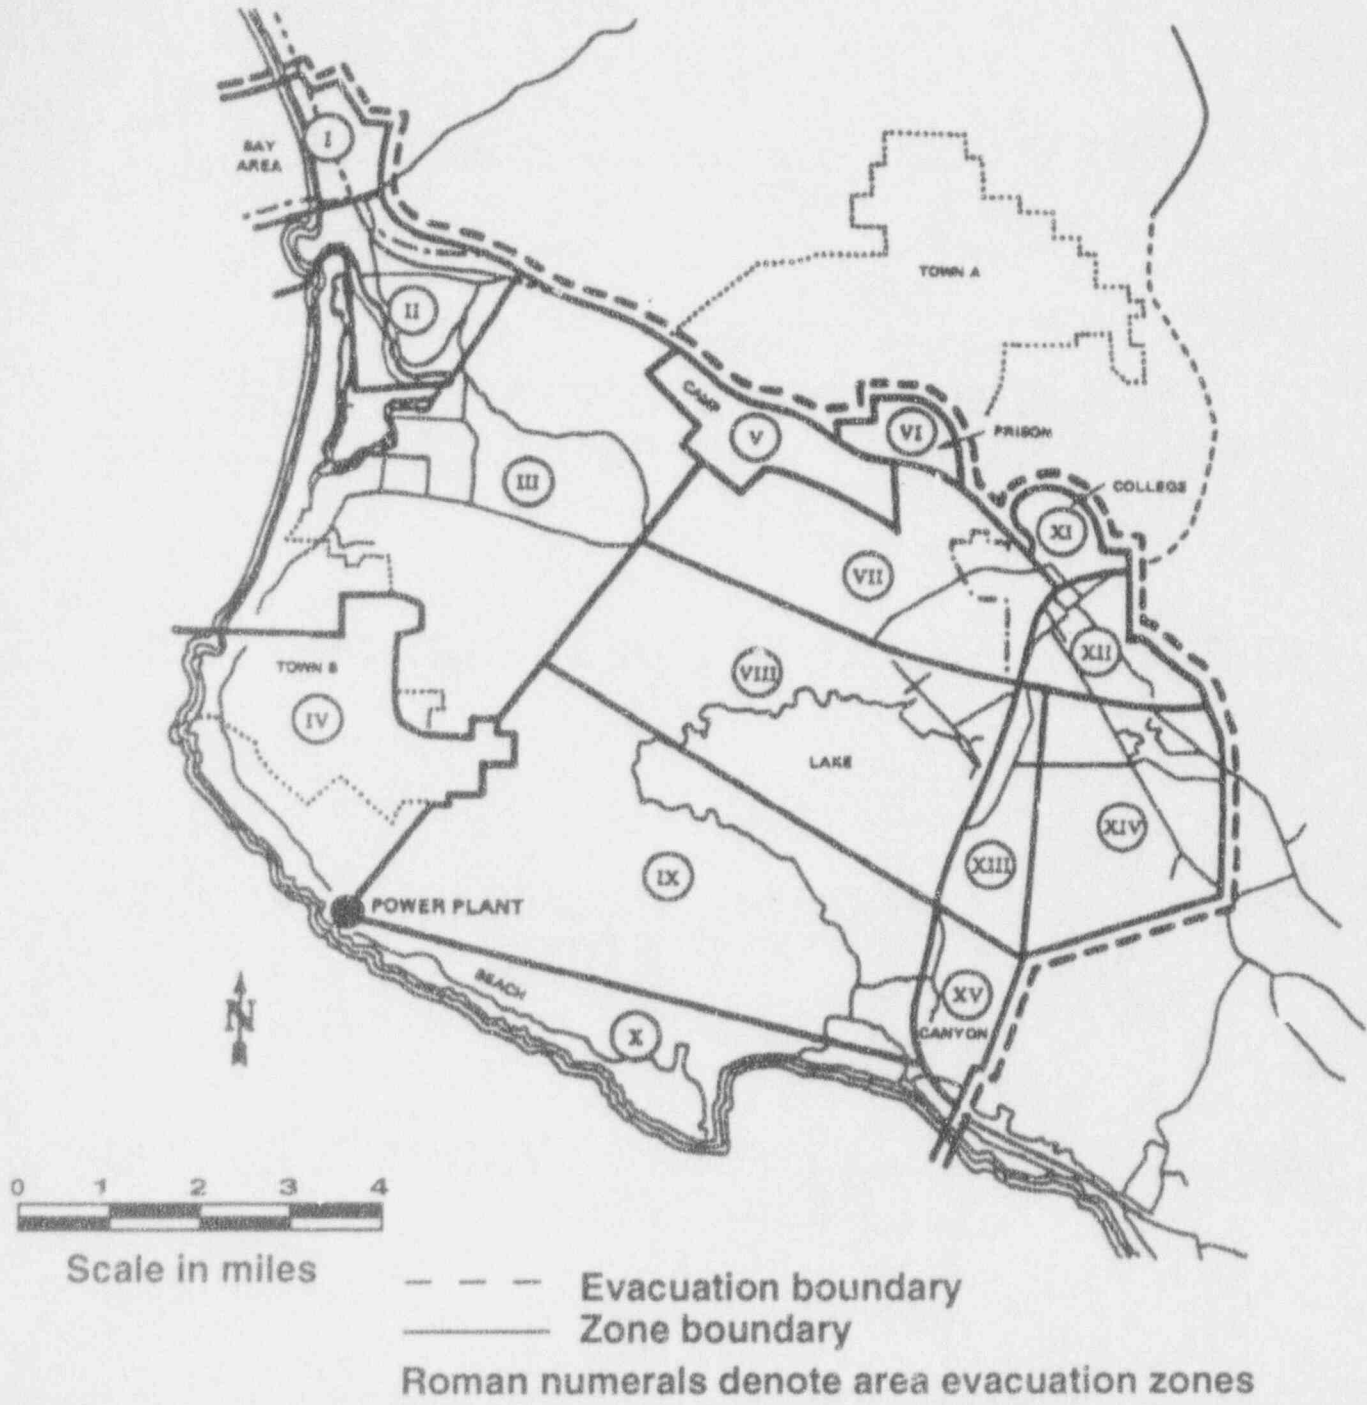 I
BAY
AREA
TOWN A
II
CAMP
V
VI
PRISON
III
COLLEGE
XI
VII
TOWN B
VIII
XII
IV
LAKE
XIV
XIII
IX
POWER PLANT
BEACH
XV
CANYON
N
X
0 1 2 3 4
Scale in miles
Evacuation boundary
Zone boundary
Roman numerals denote area evacuation zones